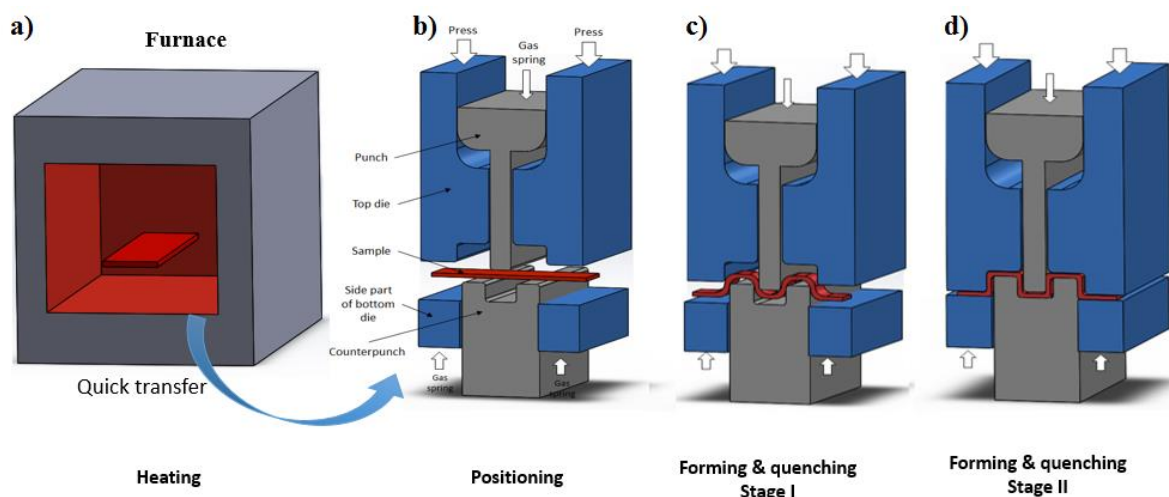 a)
Furnace
Quick transfer
Heating
b)
Press
Gas
spring
Press
Punch
Top die
Sample
Side part
of bottom
die
Counterpunch
Gas
spring
Gas
spring
Positioning
c)
Forming & quenching
Stage I
d)
Forming & quenching
Stage II